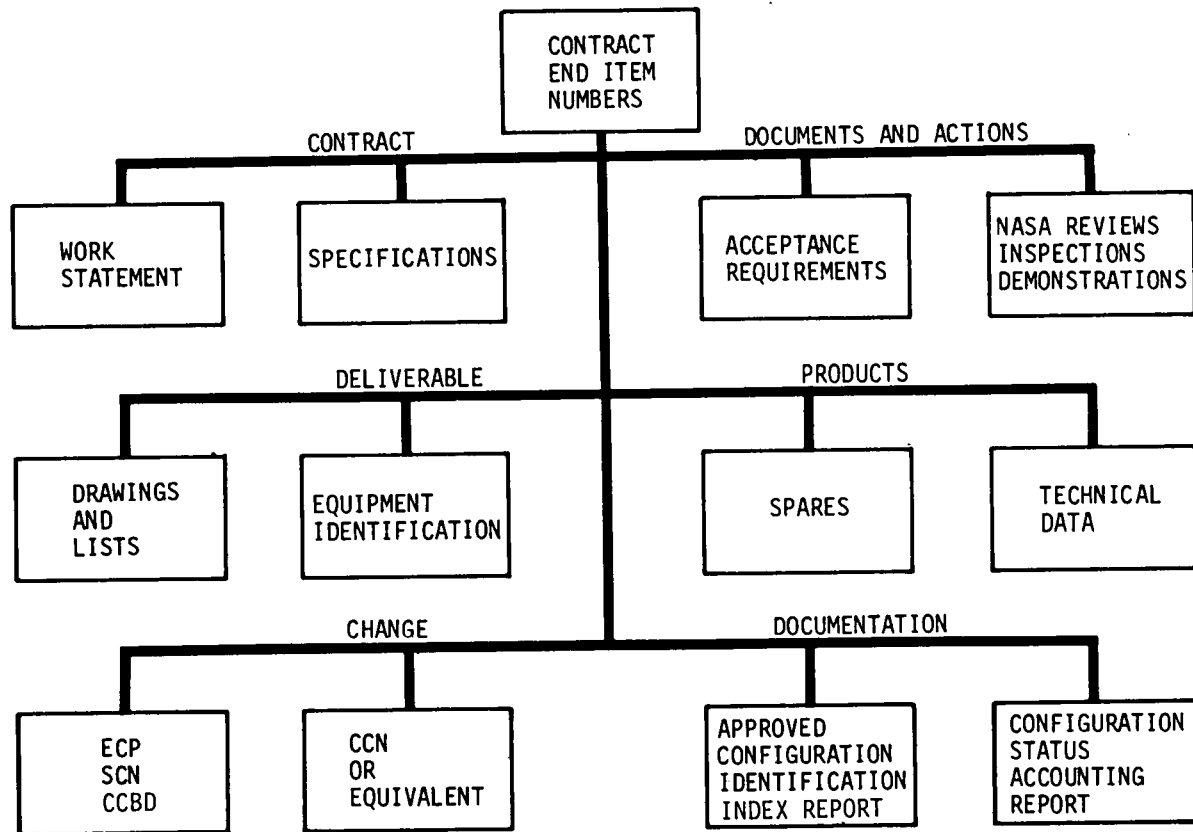 CONTRACT
END ITEM
NUMBERS
CONTRACT
DOCUMENTS AND ACTIONS
WORK
STATEMENT
SPECIFICATIONS
ACCEPTANCE
REQUIREMENTS
NASA REVIEWS
INSPECTIONS
DEMONSTRATIONS
DELIVERABLE
PRODUCTS
DRAWINGS
AND
LISTS
EQUIPMENT
IDENTIFICATION
SPARES
TECHNICAL
DATA
CHANGE
DOCUMENTATION
ECP
SCN
CCBD
CCN
OR
EQUIVALENT
APPROVED
CONFIGURATION
IDENTIFICATION
INDEX REPORT
CONFIGURATION
STATUS
ACCOUNTING
REPORT